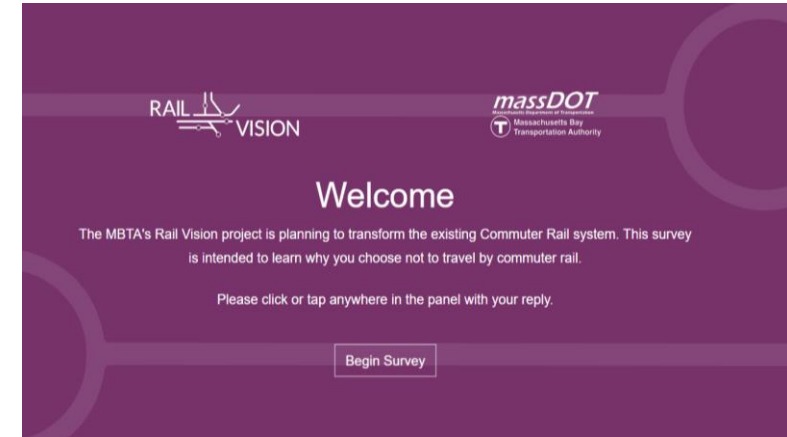 RAIL
VISION
massDOT
Massachusetts Department of Transportation
T
Massachusetts Bay
Transportation Authority
Welcome
The MBTA's Rail Vision project is planning to transform the existing Commuter Rail system. This survey
is intended to learn why you choose not to travel by commuter rail.
Please click or tap anywhere in the panel with your reply.
Begin Survey